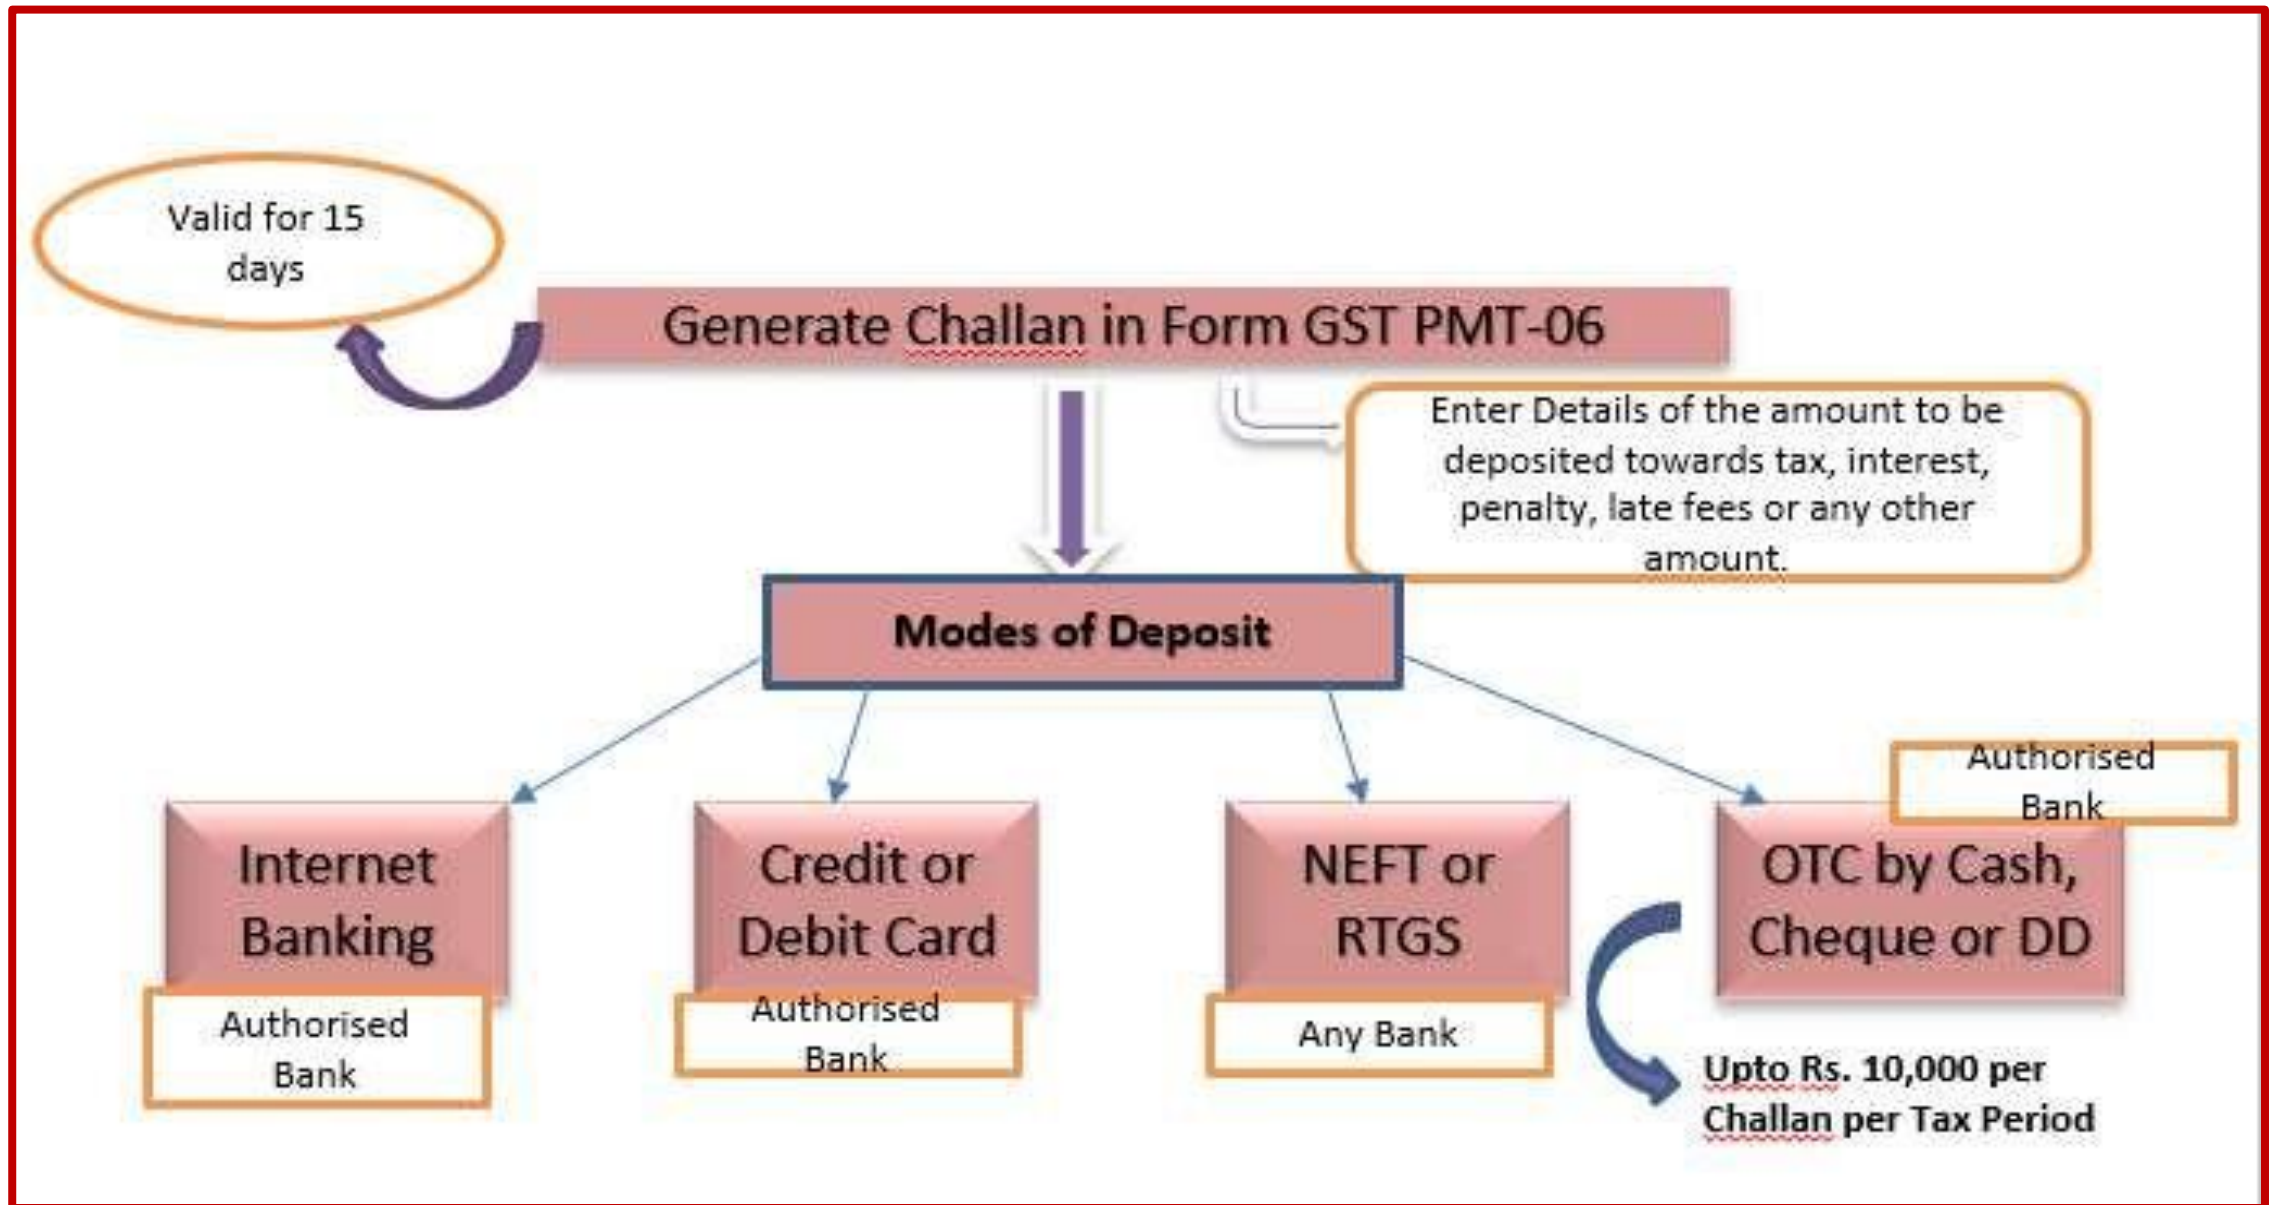 Valid for 15
days
Generate Challan in Form GST PMT-06
Enter Details of the amount to be
deposited towards tax, interest,
penalty, late fees or any other
amount.
Modes of Deposit
Internet
Banking
Authorised
Bank
Credit or
Debit Card
Authorised
Bank
NEFT or
RTGS
Any Bank
Authorised
Bank
OTC by Cash,
Cheque or DD
Upto Rs. 10,000 per
Challan per Tax Period